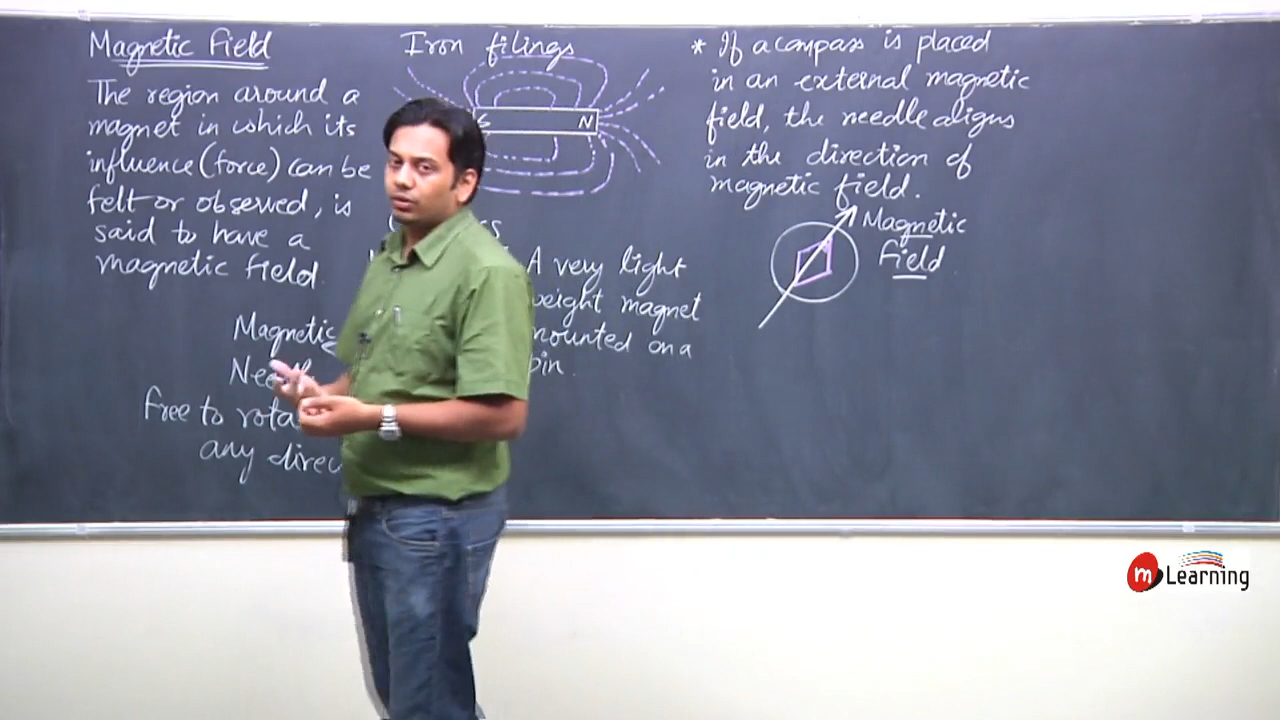 Magnetic Field
The region around a
magnet in which its
influence (force) can be
felt or observed, is
said to have a
magnetic field.
Magnetic
free to
any
Iron filings
S N
A very light
weight magnet
mounted on a
pin.
* If a compass is placed
in an external magnetic
field, the needle aligns
in the direction of
magnetic field.
Magnetic
Field
m Learning